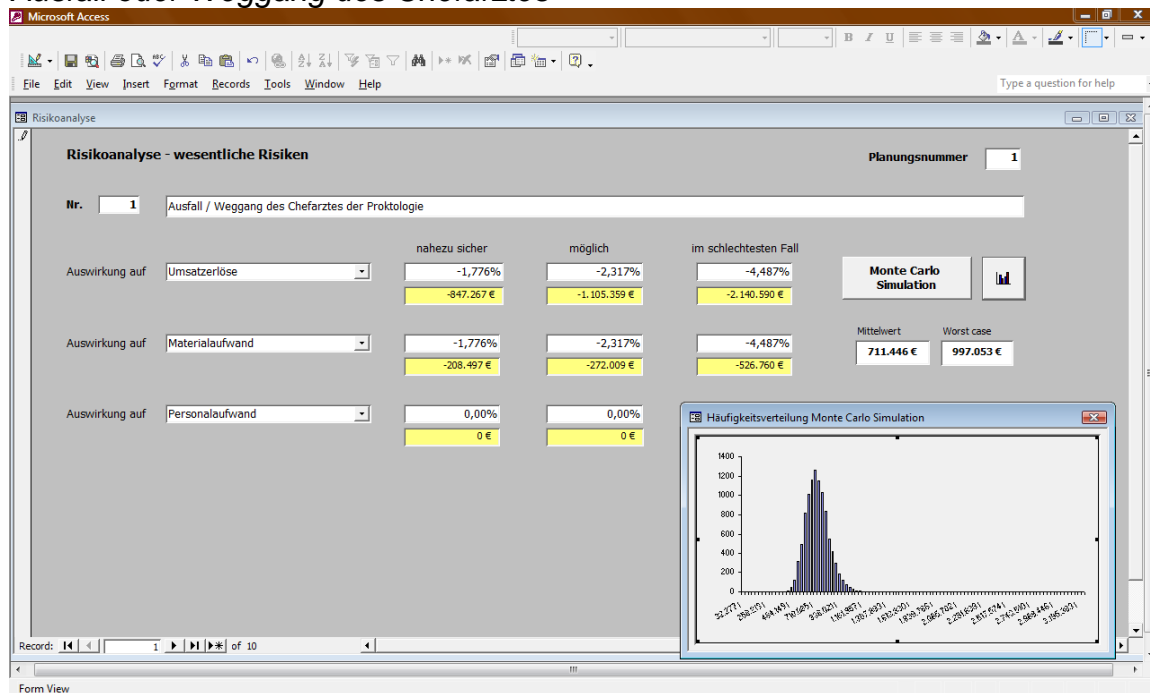 Ausfall oder Weggang des Chefarztes
Microsoft Access
File Edit View Insert Format Records Tools Window Help
Type a question for help
Risikoanalyse
Risikoanalyse - wesentliche Risiken
Planungsnummer 1
Nr. 1 Ausfall / Weggang des Chefarztes der Proktologie
nahezu sicher möglich im schlechtesten Fall
Auswirkung auf Umsatzerlöse -1,776% -2,317% -4,487%
Monte Carlo
Simulation
-847.267 € -1.105.359 € -2.140.590 €
Mittelwert Worst case
Auswirkung auf Materialaufwand -1,776% -2,317% -4,487%
711.446 € 997.053 €
-208.497 € -272.009 € -526.760 €
Auswirkung auf Personalaufwand 0,00% 0,00%
0 € 0 €
Häufigkeitsverteilung Monte Carlo Simulation
1400
1200
1000
800
600
400
200
0
Record: 1 of 10
Form View